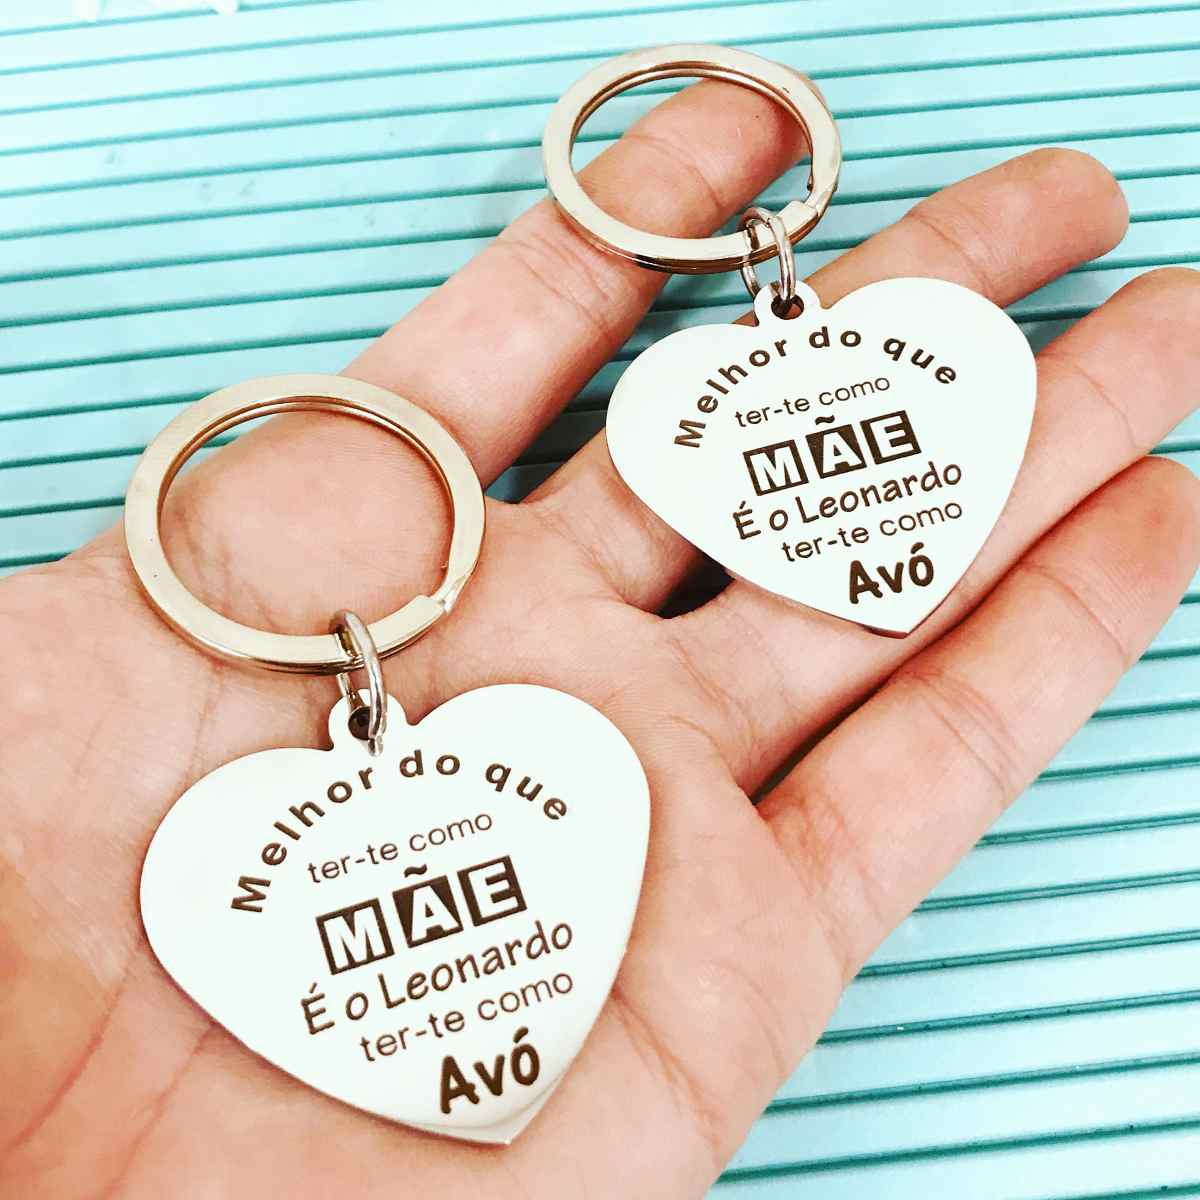 Melhor do que
ter-te como
MÃE
É o Leonardo
ter-te como
Avó
Melhor do que
ter-te como
MÃE
É o Leonardo
ter-te como
Avó